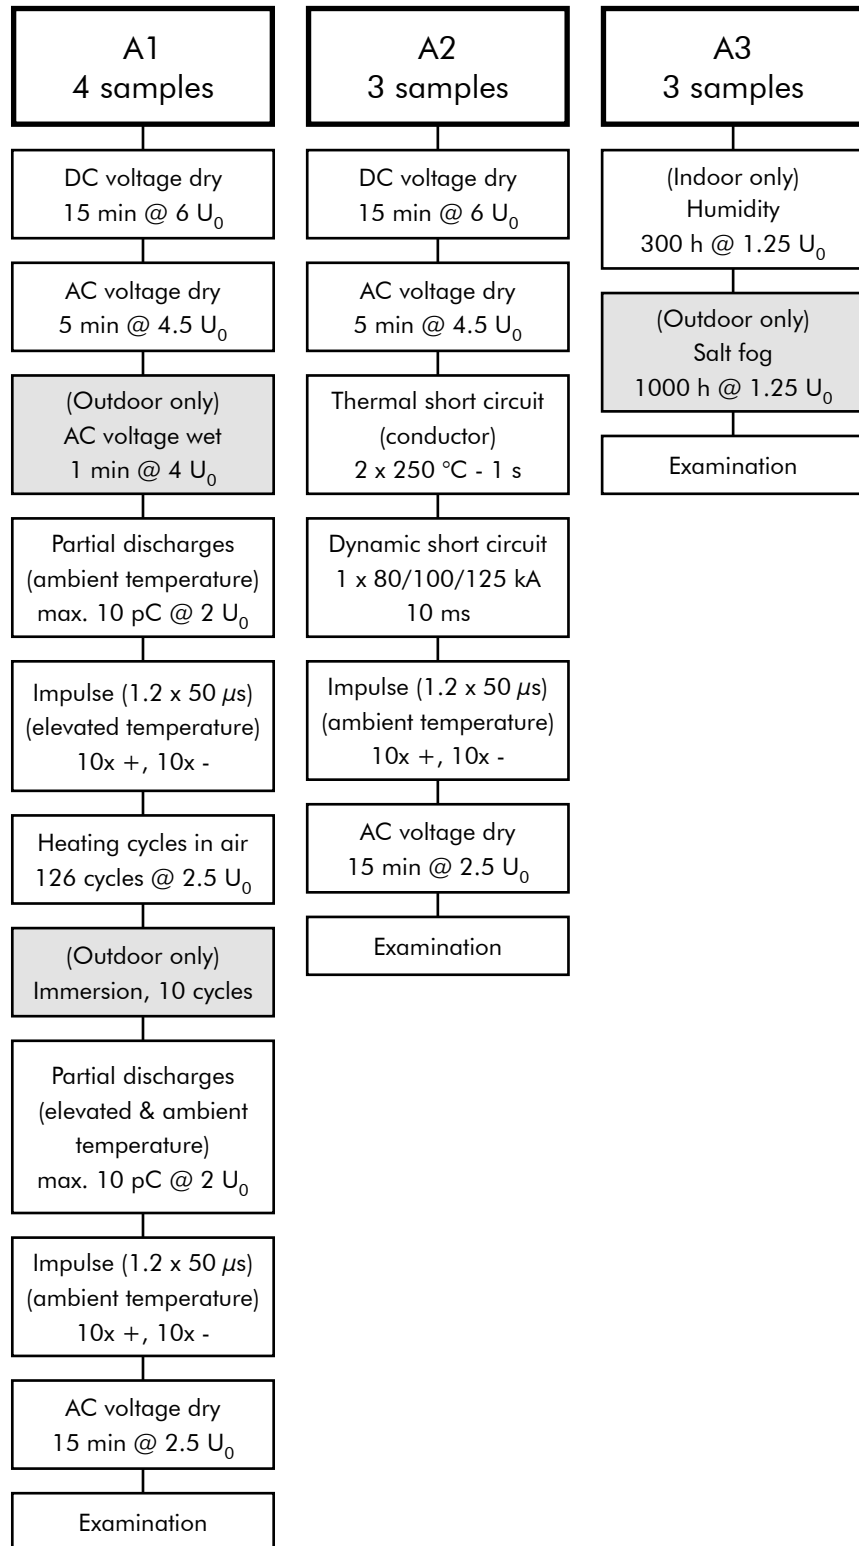 A1
4 samples
DC voltage dry
15 min @ 6 U₀
AC voltage dry
5 min @ 4.5 U₀
(Outdoor only)
AC voltage wet
1 min @ 4 U₀
Partial discharges
(ambient temperature)
max. 10 pC @ 2 U₀
Impulse (1.2 x 50 µs)
(elevated temperature)
10x +, 10x -
Heating cycles in air
126 cycles @ 2.5 U₀
(Outdoor only)
Immersion, 10 cycles
Partial discharges
(elevated & ambient
temperature)
max. 10 pC @ 2 U₀
Impulse (1.2 x 50 µs)
(ambient temperature)
10x +, 10x -
AC voltage dry
15 min @ 2.5 U₀
Examination
A2
3 samples
DC voltage dry
15 min @ 6 U₀
AC voltage dry
5 min @ 4.5 U₀
Thermal short circuit
(conductor)
2 x 250 °C - 1 s
Dynamic short circuit
1 x 80/100/125 kA
10 ms
Impulse (1.2 x 50 µs)
(ambient temperature)
10x +, 10x -
AC voltage dry
15 min @ 2.5 U₀
Examination
A3
3 samples
(Indoor only)
Humidity
300 h @ 1.25 U₀
(Outdoor only)
Salt fog
1000 h @ 1.25 U₀
Examination